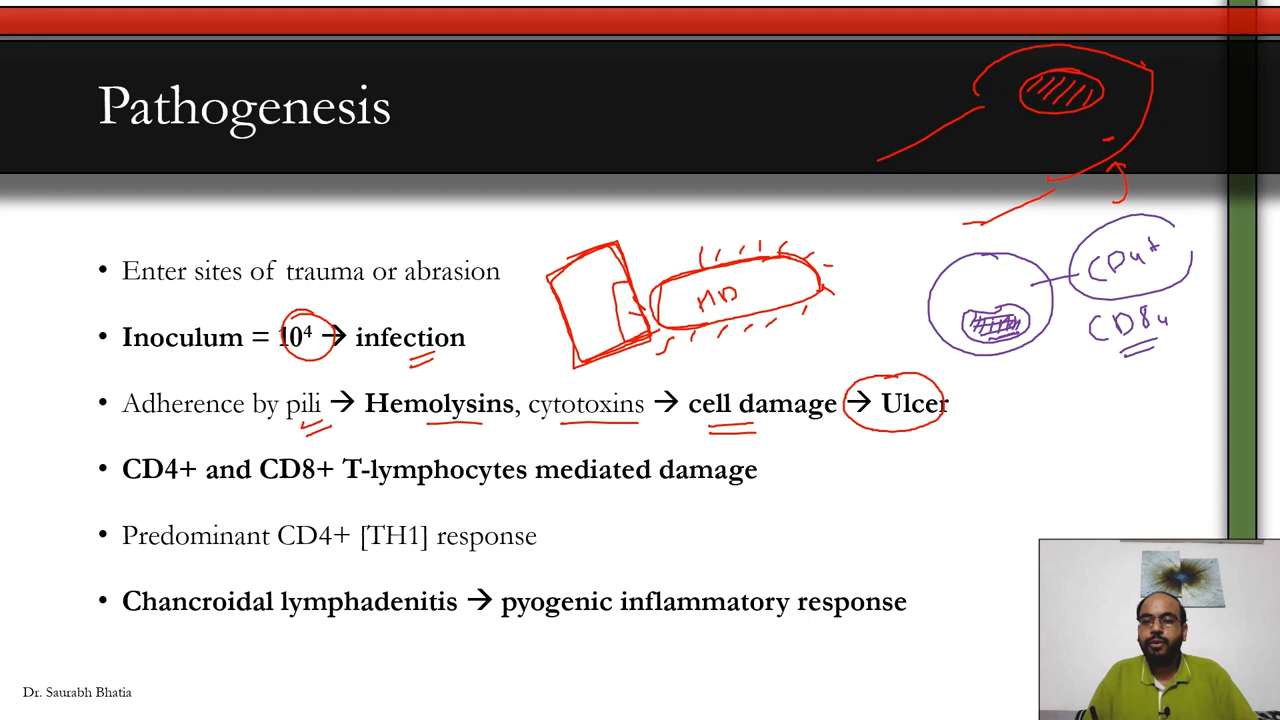 Pathogenesis
• Enter sites of trauma or abrasion
• Inoculum = 10⁴ → infection
• Adherence by pili → Hemolysins, cytotoxins → cell damage → Ulcer
• CD4+ and CD8+ T-lymphocytes mediated damage
• Predominant CD4+ [TH1] response
• Chancroidal lymphadenitis → pyogenic inflammatory response
HD
CD4+
CD8
Dr. Saurabh Bhatia